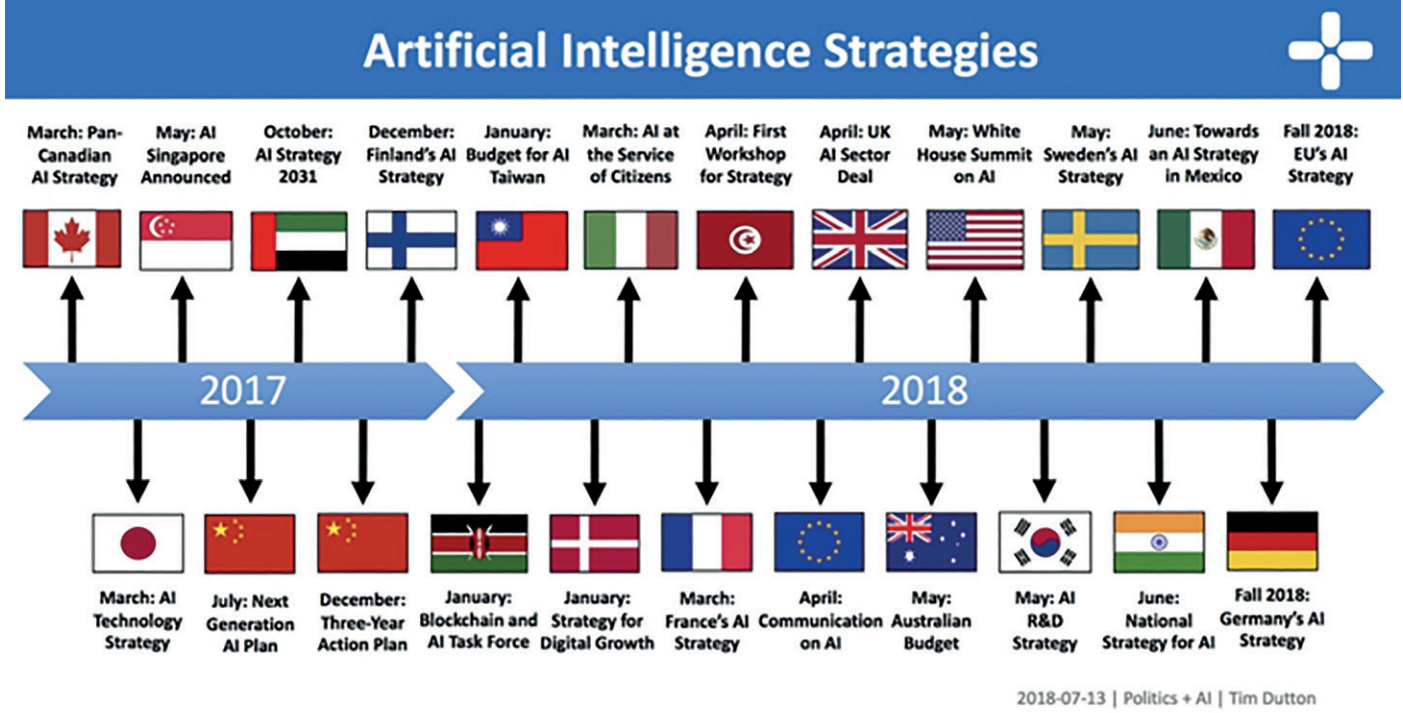 Artificial Intelligence Strategies
March: Pan-
Canadian
AI Strategy
May: AI
Singapore
Announced
October:
AI Strategy
2031
December:
Finland's AI
Strategy
January:
Budget for AI
Taiwan
March: AI at
the Service
of Citizens
April: First
Workshop
for Strategy
April: UK
AI Sector
Deal
May: White
House Summit
on AI
May:
Sweden's AI
Strategy
June: Towards
an AI Strategy
in Mexico
Fall 2018:
EU's AI
Strategy
2017
2018
March: AI
Technology
Strategy
July: Next
Generation
AI Plan
December:
Three-Year
Action Plan
January:
Blockchain and
AI Task Force
January:
Strategy for
Digital Growth
March:
France's AI
Strategy
April:
Communication
on AI
May:
Australian
Budget
May: AI
R&D
Strategy
June:
National
Strategy for AI
Fall 2018:
Germany's AI
Strategy
2018-07-13 | Politics + AI | Tim Dutton